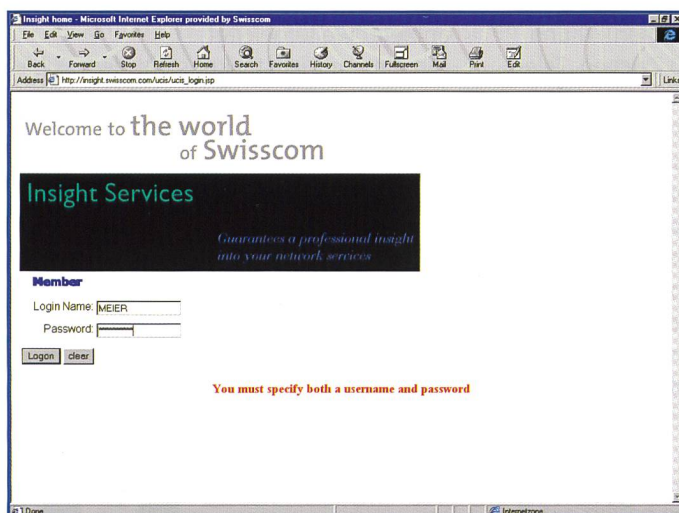 Insight home - Microsoft Internet Explorer provided by Swisscom
File Edit View Go Favorites Help
Back Forward Stop Refresh Home Search Favorites History Channels Fullscreen Mail Print Edit
Address http://insight.swisscom.com/ucis/ucis_login.jsp Links
Welcome to the world
of Swisscom
Insight Services
Guarantees a professional insight
into your network services
Member
Login Name: MEIER
Password:
Logon clear
You must specify both a username and password
Done Internetzone